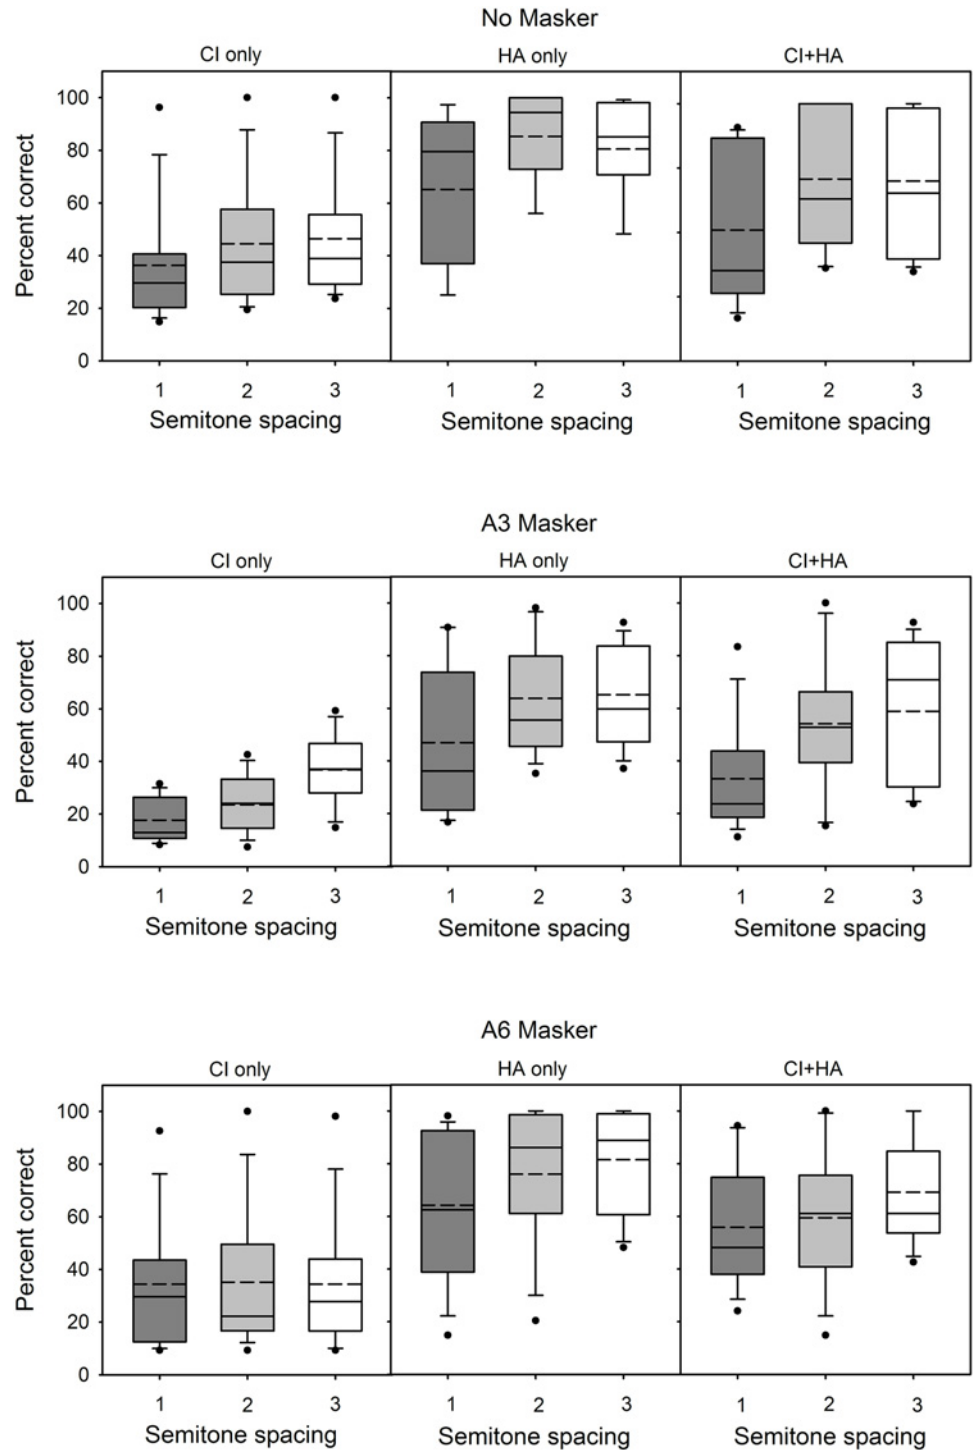 No Masker
CI only HA only CI+HA
Percent correct
100
80
60
40
20
0
1 2 3 1 2 3 1 2 3
Semitone spacing Semitone spacing Semitone spacing
A3 Masker
CI only HA only CI+HA
Percent correct
100
80
60
40
20
0
1 2 3 1 2 3 1 2 3
Semitone spacing Semitone spacing Semitone spacing
A6 Masker
CI only HA only CI+HA
Percent correct
100
80
60
40
20
0
1 2 3 1 2 3 1 2 3
Semitone spacing Semitone spacing Semitone spacing